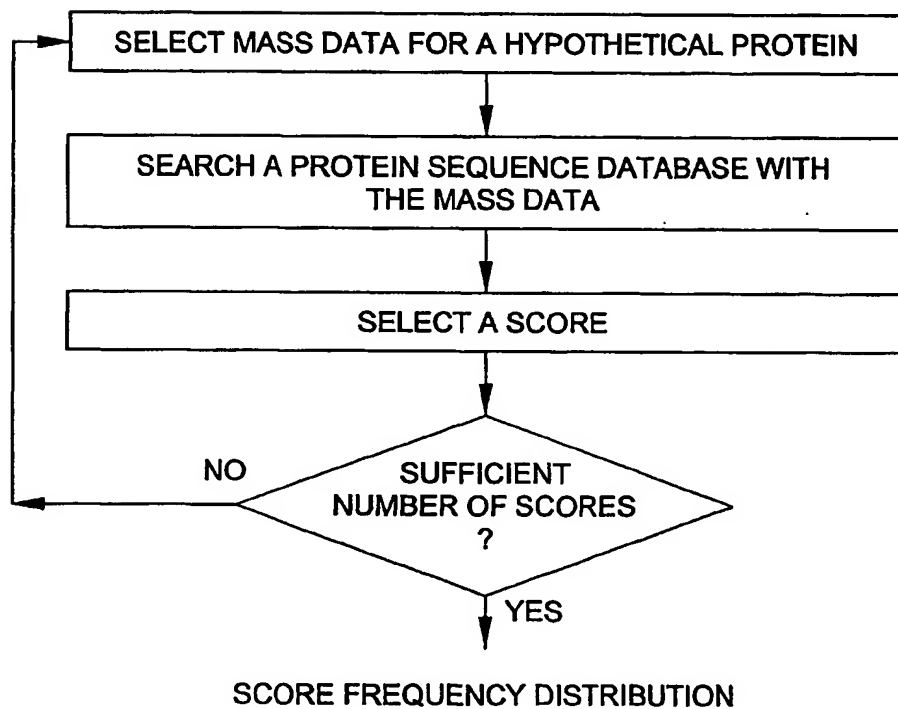 SELECT MASS DATA FOR A HYPOTHETICAL PROTEIN
SEARCH A PROTEIN SEQUENCE DATABASE WITH
THE MASS DATA
SELECT A SCORE
NO
SUFFICIENT
NUMBER OF SCORES
?
YES
SCORE FREQUENCY DISTRIBUTION